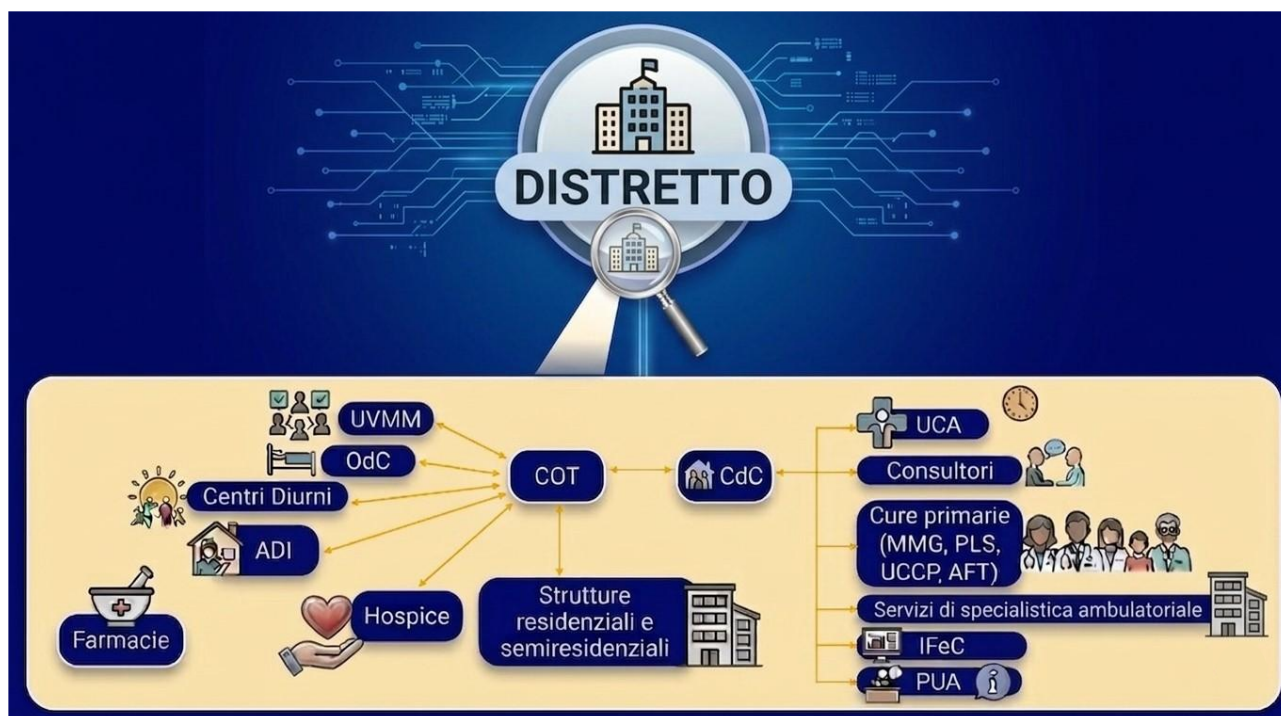 DISTRETTO
UVMM
OdC
Centri Diurni
ADI
Farmacie
Hospice
COT
Strutture
residenziali e
semiresidenziali
CdC
UCA
Consultori
Cure primarie
(MMG, PLS,
UCCP, AFT)
Servizi di specialistica ambulatoriale
IFeC
PUA i